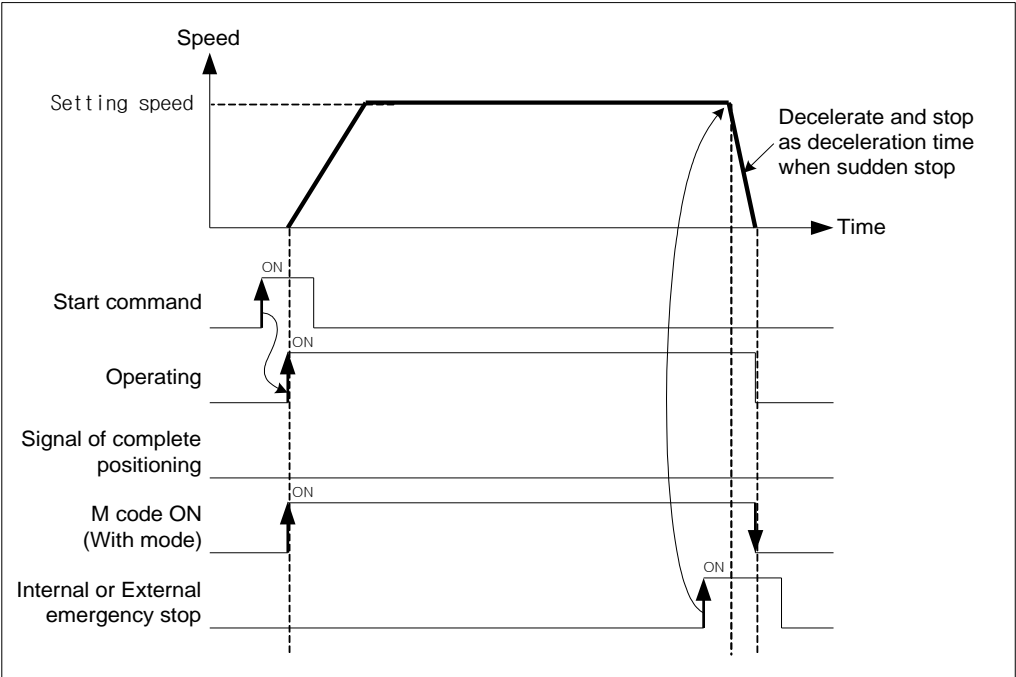 Speed
Setting speed
Decelerate and stop
as deceleration time
when sudden stop
Time
ON
Start command
ON
Operating
Signal of complete
positioning
ON
M code ON
(With mode)
ON
Internal or External
emergency stop